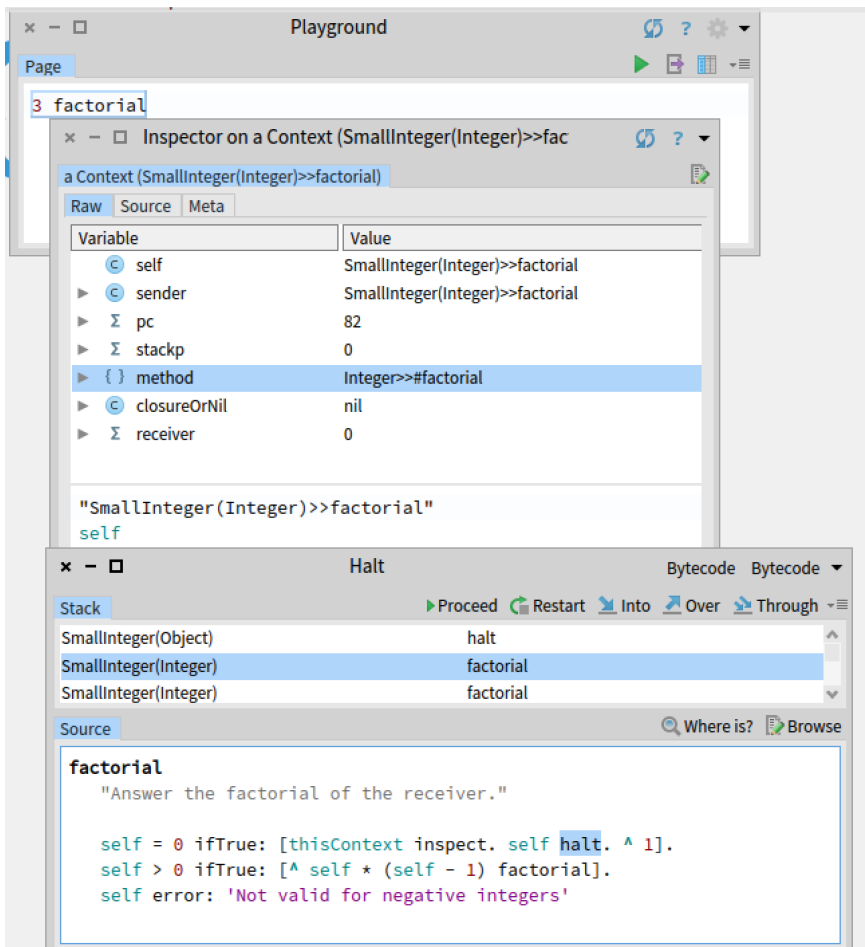 Playground
Page
3 factorial
Inspector on a Context (SmallInteger(Integer)>>fac
a Context (SmallInteger(Integer)>>factorial)
Raw Source Meta
Variable Value
self SmallInteger(Integer)>>factorial
sender SmallInteger(Integer)>>factorial
pc 82
stackp 0
method Integer>>#factorial
closureOrNil nil
receiver 0
"SmallInteger(Integer)>>factorial"
self
Halt Bytecode Bytecode
Stack Proceed Restart Into Over Through
SmallInteger(Object) halt
SmallInteger(Integer) factorial
SmallInteger(Integer) factorial
Source Where is? Browse
factorial
"Answer the factorial of the receiver."
self = 0 ifTrue: [thisContext inspect. self halt. ^ 1].
self > 0 ifTrue: [^ self * (self - 1) factorial].
self error: 'Not valid for negative integers'